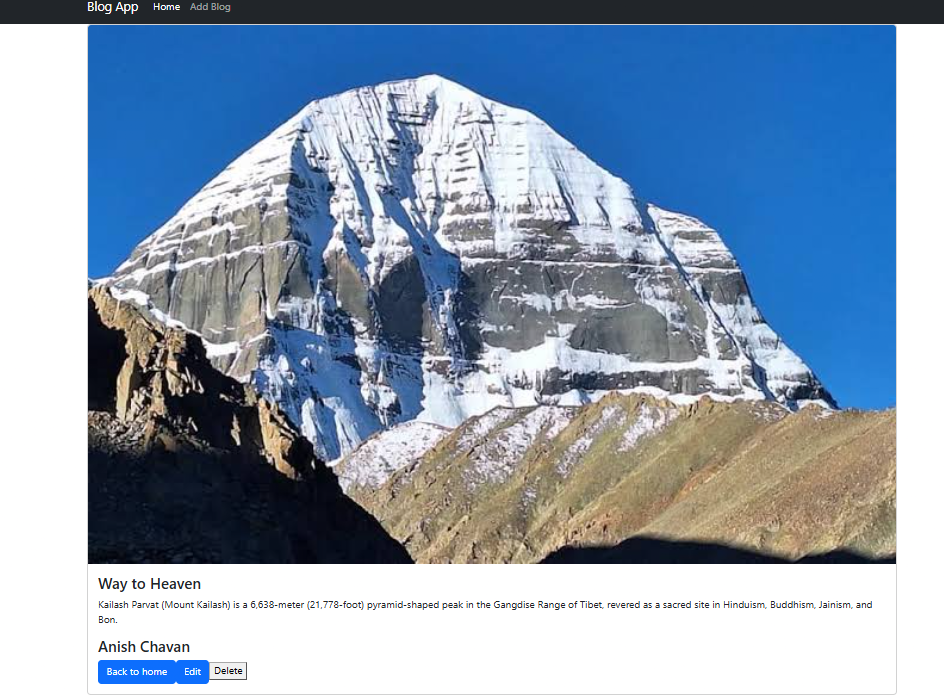 Blog App Home Add Blog
Way to Heaven
Kailash Parvat (Mount Kailash) is a 6,638-meter (21,778-foot) pyramid-shaped peak in the Gangdise Range of Tibet, revered as a sacred site in Hinduism, Buddhism, Jainism, and
Bon.
Anish Chavan
Back to home Edit Delete